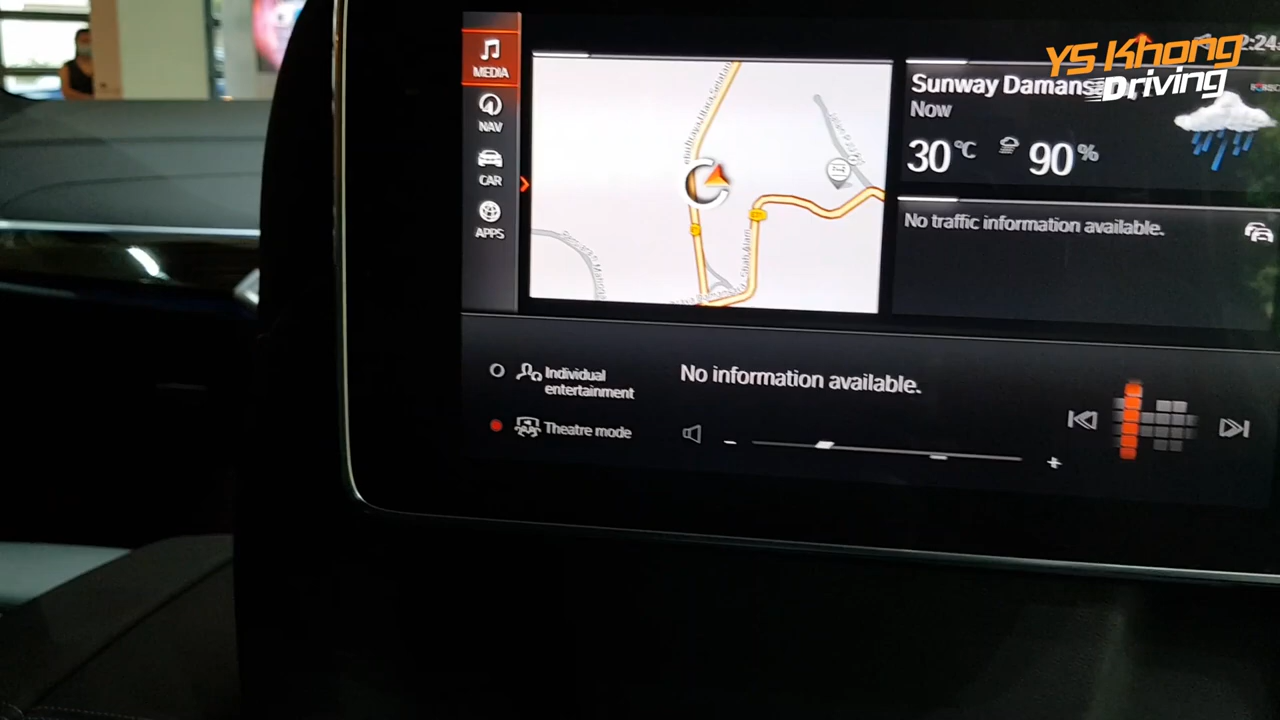 MEDIA
NAV
CAR
APPS
YS Khong
Driving
Sunway
Now
30°C
90%
No traffic information available.
Individual
entertainment
Theatre mode
No information available.
- +